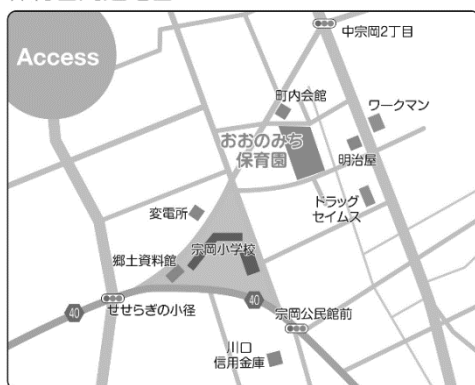 Access
中宗岡2丁目
町内会館
ワークマン
おおのみち
保育園
明治屋
ドラッグ
セイムス
変電所
宗岡小学校
郷土資料館
40
せせらぎの小径
40
宗岡公民館前
川口
信用金庫